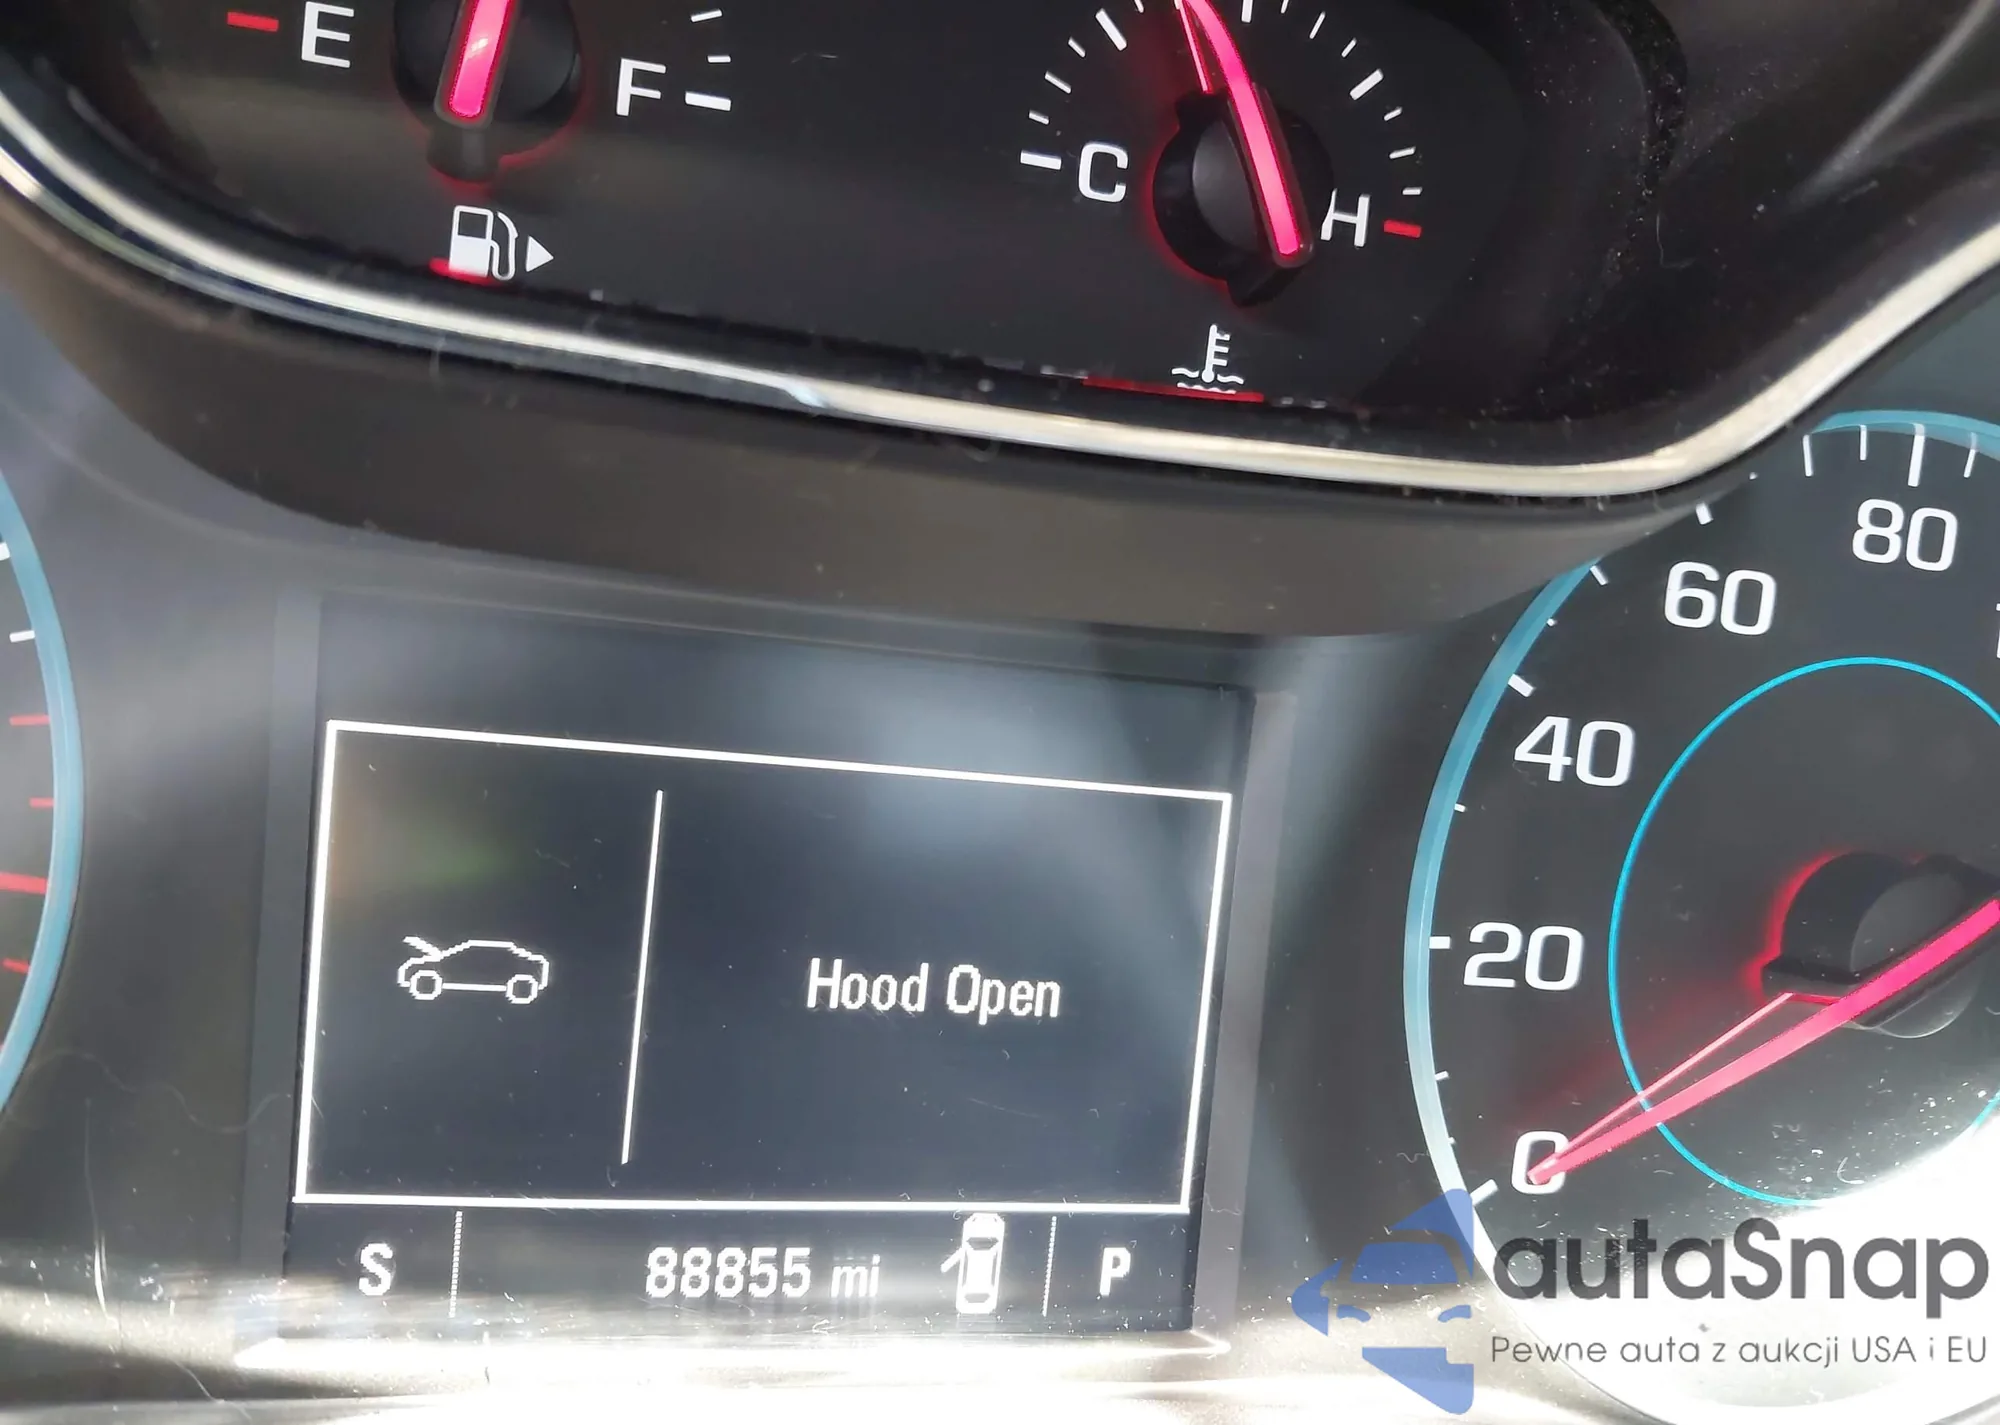 E
F
C
H
80
60
40
20
0
Hood Open
S
88855 mi
P
autaSnap
Pewne auta z aukcji USA i EU